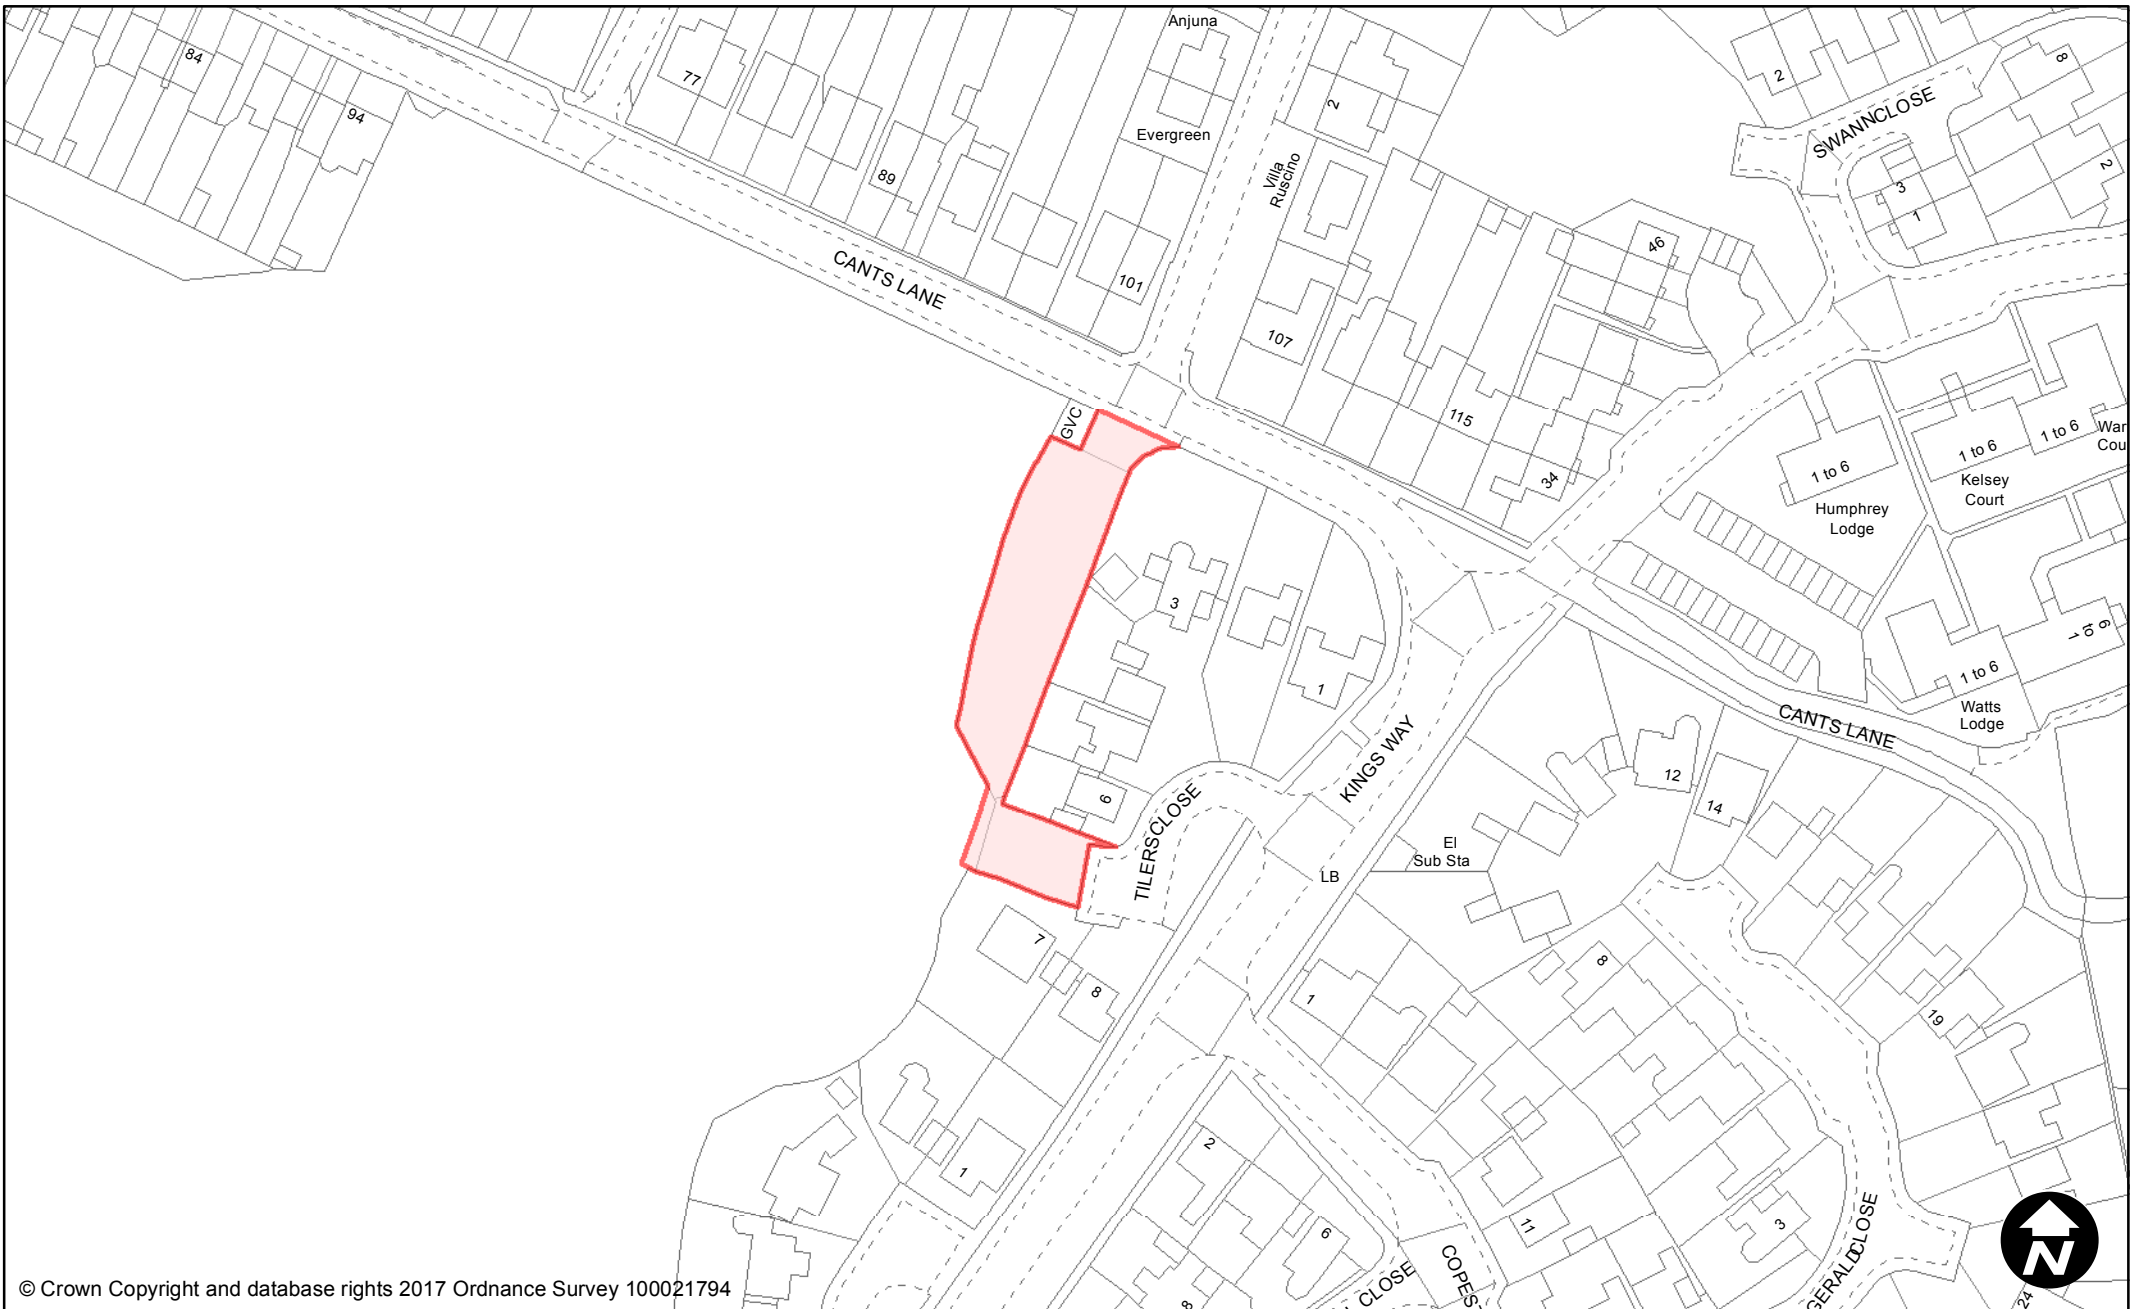 Anjuna
84
77
2
2
8
94
Evergreen
SWANNCLOSE
89
Villa
Ruscino
2
3
1
46
CANTS LANE
101
107
GVC
115
1 to 6
1 to 6
1 to 6
Kelsey
Court
34
Humphrey
Lodge
3
1
6
to
1
1 to 6
Watts
Lodge
CANTS LANE
KINGS WAY
12
14
6
TILERSCLOSE
El
Sub Sta
LB
7
8
8
1
19
2
1
6
11
3
8
CLOSE
COPES
GERALDCLOSE
24
N
© Crown Copyright and database rights 2017 Ordnance Survey 100021794